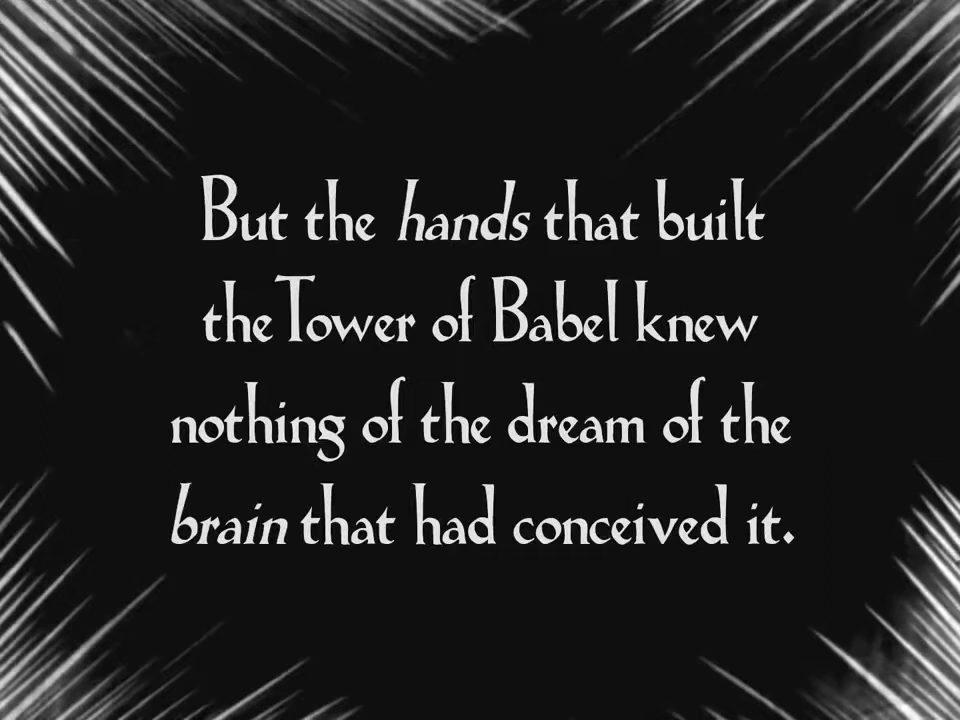 But the hands that built
the Tower of Babel knew
nothing of the dream of the
brain that had conceived it.